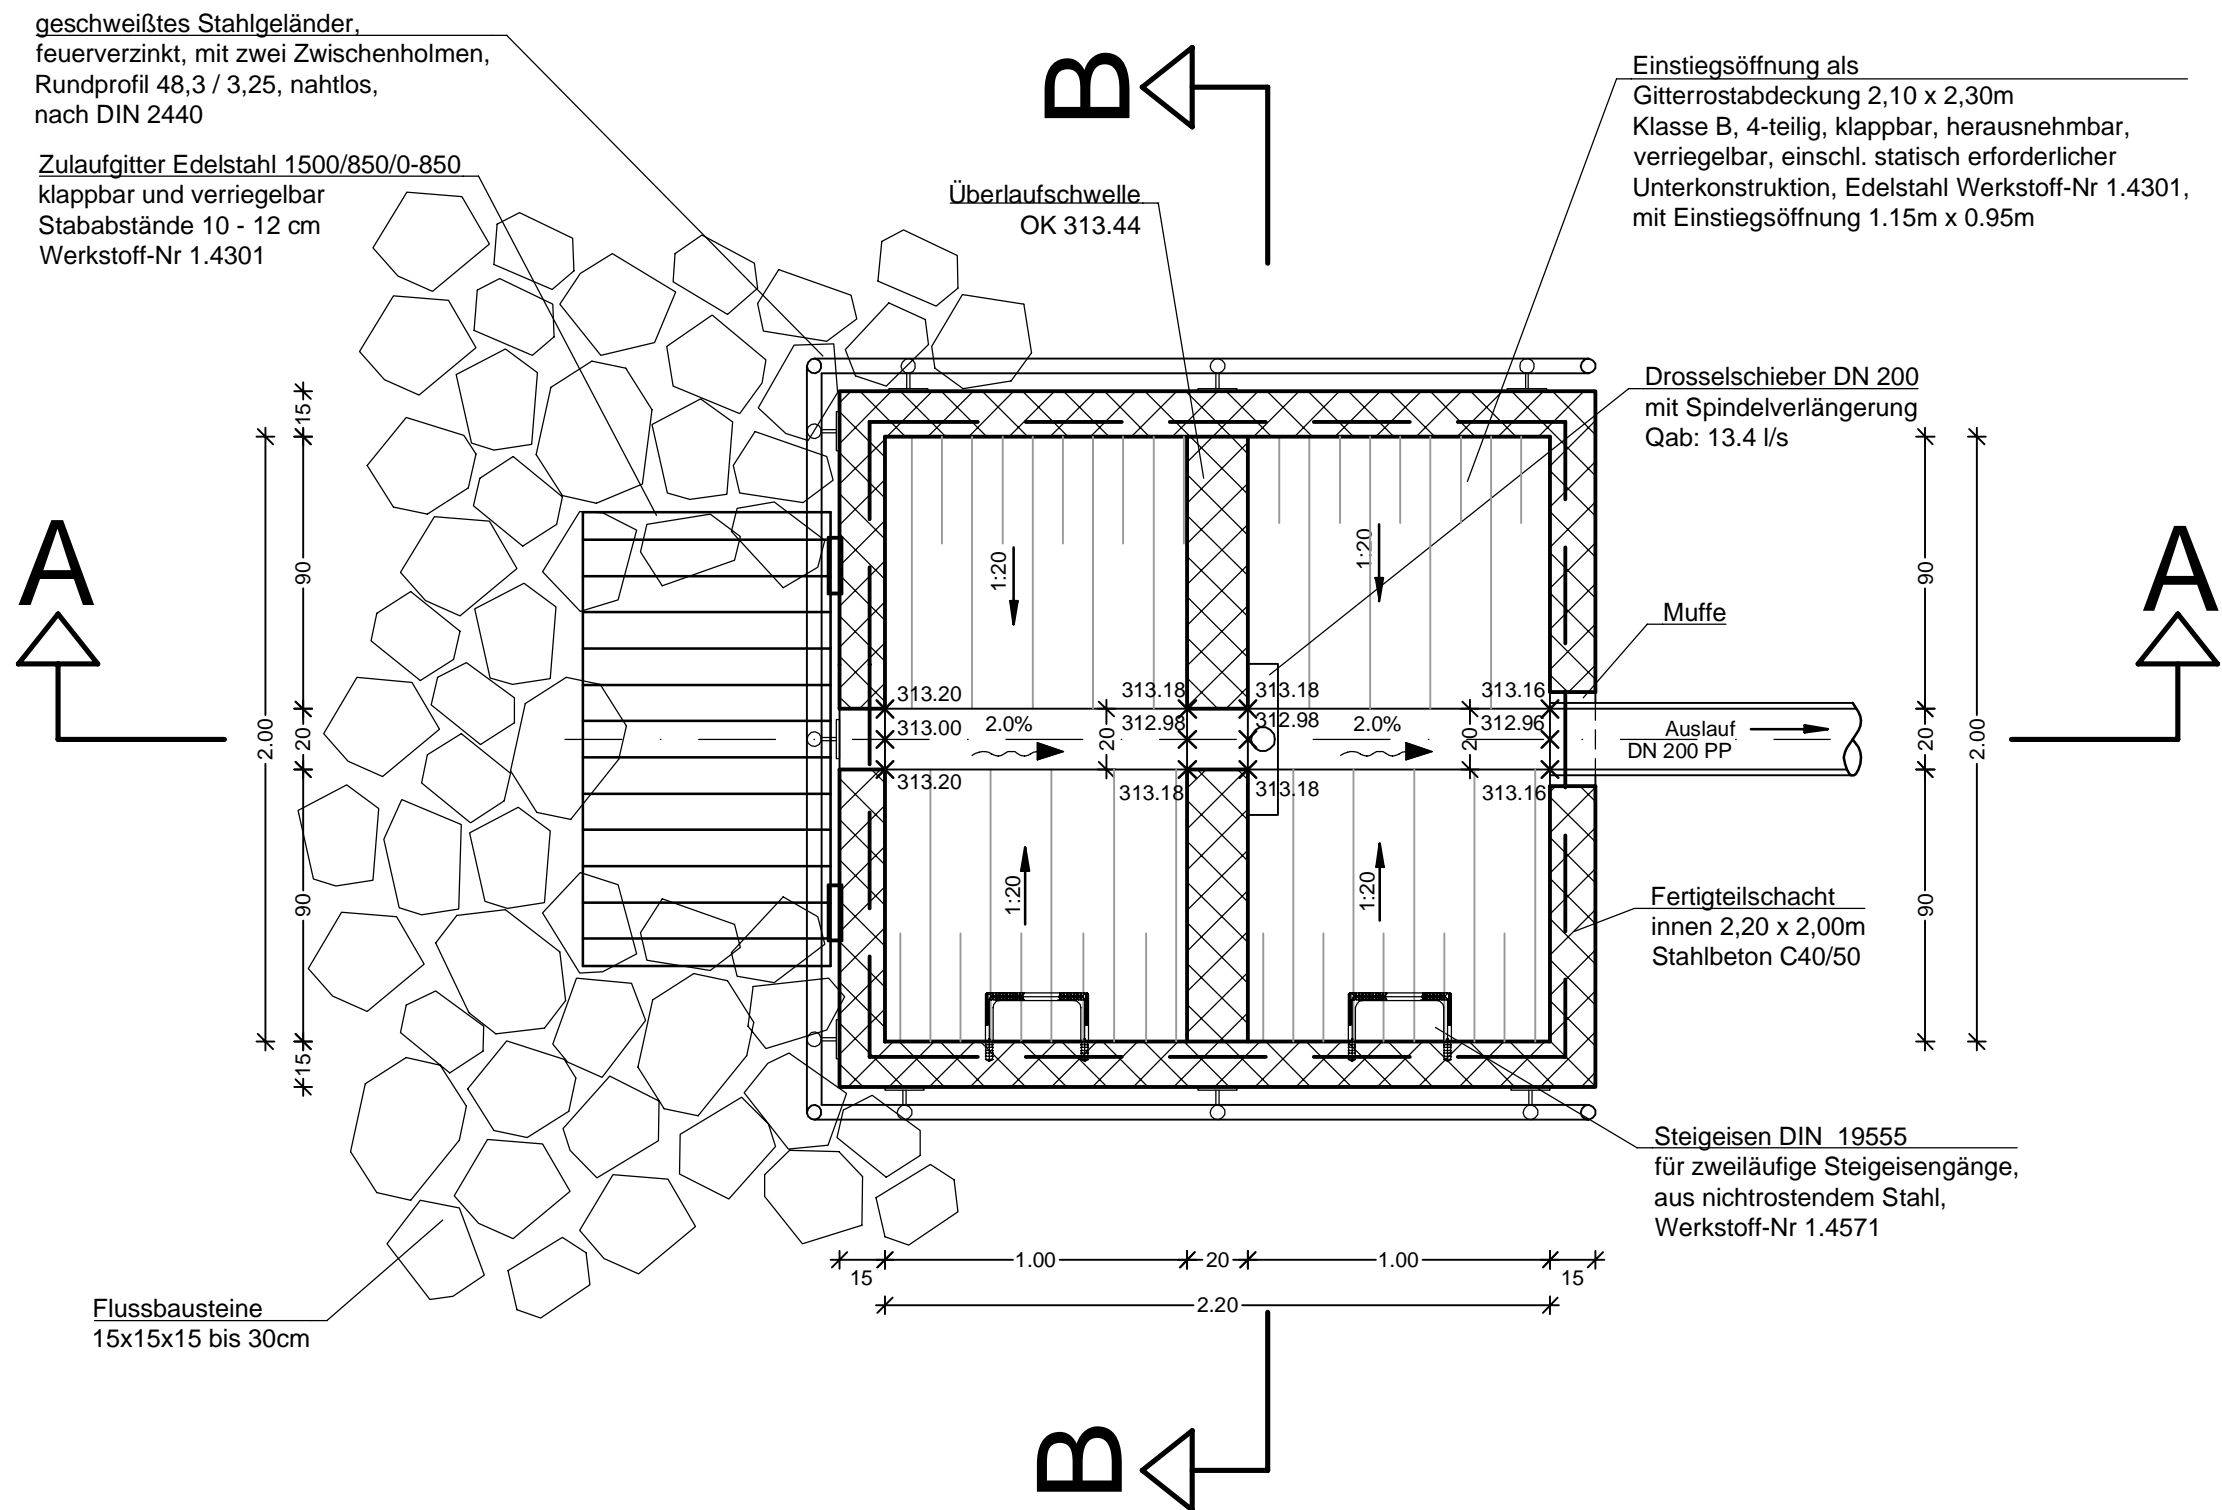 geschweißtes Stahlgeländer,
feuerverzinkt, mit zwei Zwischenholmen,
Rundprofil 48,3 / 3,25, nahtlos,
nach DIN 2440
Zulaufgitter Edelstahl 1500/850/0-850
klappbar und verriegelbar
Stababstände 10 - 12 cm
Werkstoff-Nr 1.4301
B
Überlaufschwelle
OK 313.44
Einstiegsöffnung als
Gitterrostabdeckung 2,10 x 2,30m
Klasse B, 4-teilig, klappbar, herausnehmbar,
verriegelbar, einschl. statisch erforderlicher
Unterkonstruktion, Edelstahl Werkstoff-Nr 1.4301,
mit Einstiegsöffnung 1.15m x 0.95m
Drosselschieber DN 200
mit Spindelverlängerung
Qab: 13.4 l/s
A
A
2.00
15
90
20
90
15
1:20
1:20
90
20
90
2.00
Muffe
313.20
313.18
313.18
313.16
313.00
2.0%
20
312.98
312.98
2.0%
20
312.96
313.20
313.18
313.18
313.16
Auslauf
DN 200 PP
1:20
1:20
Fertigteilschacht
innen 2,20 x 2,00m
Stahlbeton C40/50
Steigeisen DIN 19555
für zweiläufige Steigeisengänge,
aus nichtrostendem Stahl,
Werkstoff-Nr 1.4571
15
1.00
20
1.00
15
2.20
Flussbausteine
15x15x15 bis 30cm
B